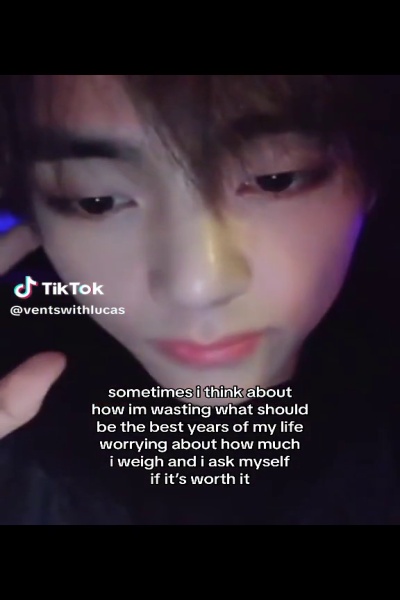 TikTok
@ventswithlucas
sometimes i think about
how im wasting what should
be the best years of my life
worrying about how much
i weigh and i ask myself
if it’s worth it